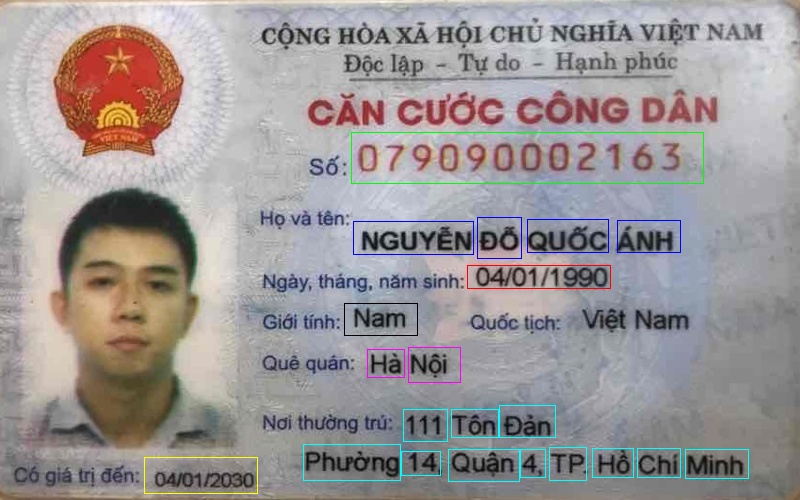 CỘNG HÒA XÃ HỘI CHỦ NGHĨA VIỆT NAM
Độc lập - Tự do - Hạnh phúc
CĂN CƯỚC CÔNG DÂN
VIỆT NAM
Số: 079090002163
Họ và tên:
NGUYỄN ĐỖ QUỐC ÁNH
Ngày, tháng, năm sinh: 04/01/1990
Giới tính: Nam Quốc tịch: Việt Nam
Quê quán: Hà Nội
Nơi thường trú: 111 Tôn Đản
Phường 14, Quận 4, TP. Hồ Chí Minh
Có giá trị đến: 04/01/2030